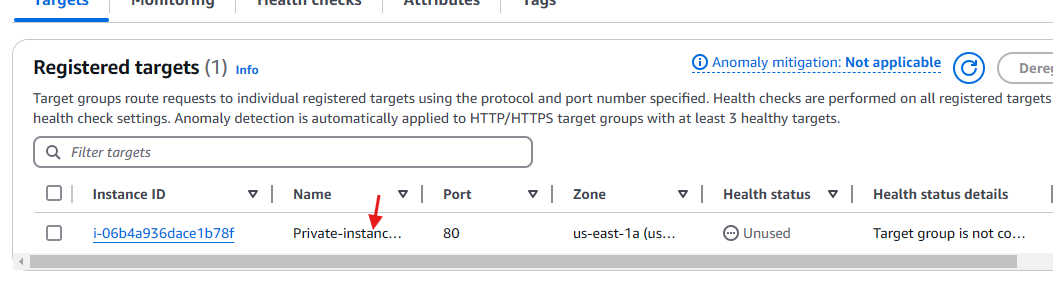 Targets Monitoring Health checks Attributes Tags
Registered targets (1) Info
Anomaly mitigation: Not applicable
Target groups route requests to individual registered targets using the protocol and port number specified. Health checks are performed on all registered targets
health check settings. Anomaly detection is automatically applied to HTTP/HTTPS target groups with at least 3 healthy targets.
Filter targets
Instance ID Name Port Zone Health status Health status details
i-06b4a936dace1b78f Private-instanc... 80 us-east-1a (us... Unused Target group is not co...